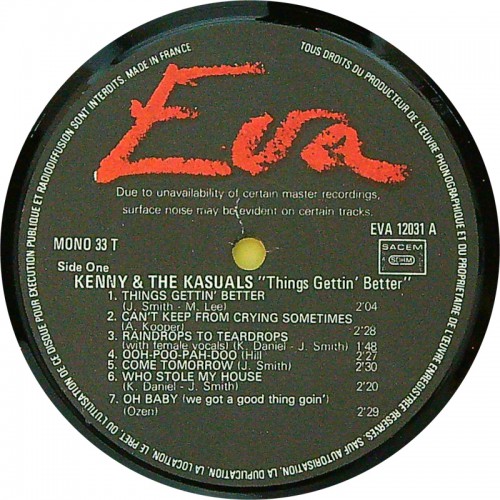 Eva
Due to unavailability of certain master recordings,
surface noise may be evident on certain tracks.
MONO 33 T
EVA 12031 A
SACEM
SDRM
Side One
KENNY & THE KASUALS "Things Gettin' Better"
1. THINGS GETTIN' BETTER
(J. Smith - M. Lee) 2'04
2. CAN'T KEEP FROM CRYING SOMETIMES
(A. Kooper) 2'28
3. RAINDROPS TO TEARDROPS
(with female vocals) (K. Daniel - J. Smith) 1'48
4. OOH-POO-PAH-DOO (Hill 2'27
5. COME TOMORROW (J. Smith) 2'30
6. WHO STOLE MY HOUSE
(K. Daniel - J. Smith) 2'20
7. OH BABY (we got a good thing goin')
(Ozen) 2'29
TOUS DROITS DU PRODUCTEUR DE L'ŒUVRE PHONOGRAPHIQUE ET DU PROPRIETAIRE DE L'ŒUVRE ENREGISTREE RESERVES. SAUF AUTORISATION, LA DUPLICATION, LA LOCATION, LE PRET OU L'UTILISATION DE CE DISQUE POUR EXECUTION PUBLIQUE ET RADIODIFFUSION SONT INTERDITS. MADE IN FRANCE